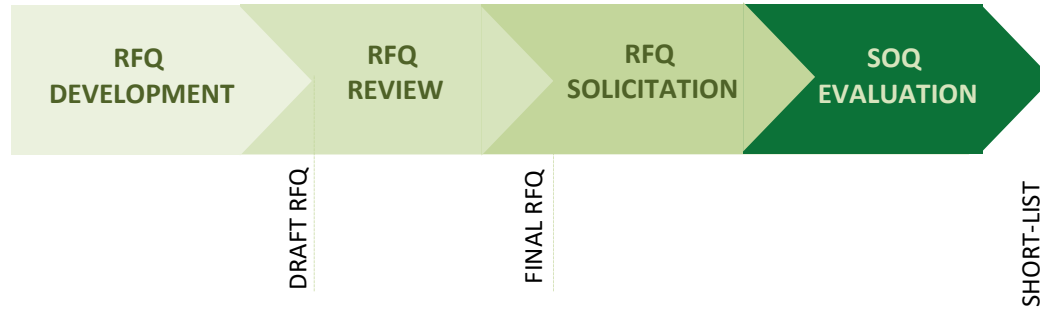 RFQ
DEVELOPMENT
RFQ
REVIEW
RFQ
SOLICITATION
SOQ
EVALUATION
DRAFT RFQ
FINAL RFQ
SHORT-LIST